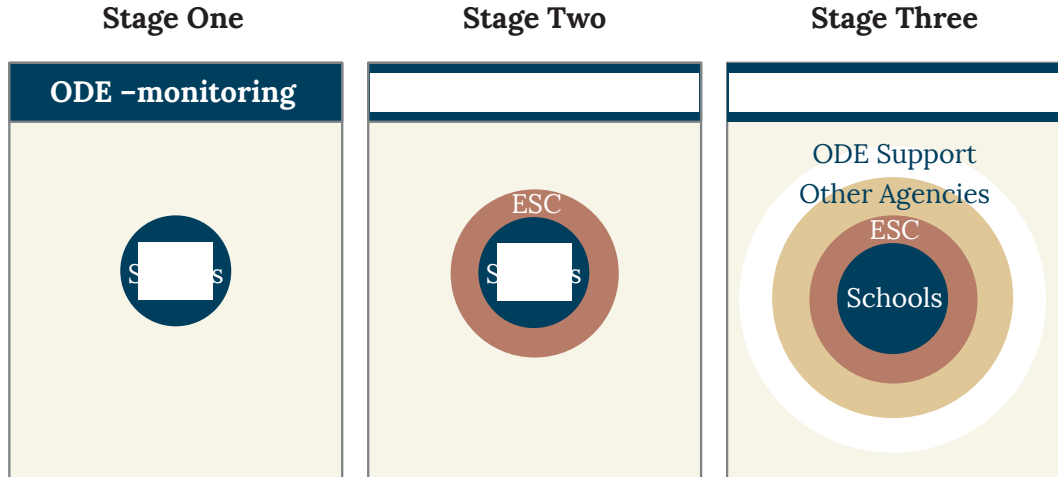 Stage One
Stage Two
Stage Three
ODE –monitoring
ESC
ODE Support
Other Agencies
ESC
Schools